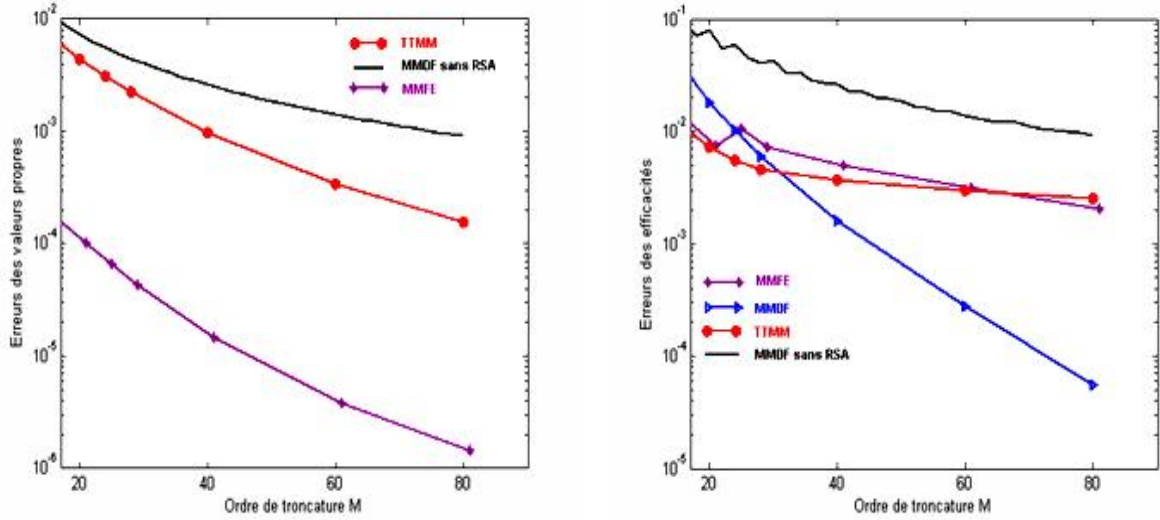 10-2
10-3
10-4
10-5
10-6
Erreurs des valeurs propres
TTMM
MMDF sans RSA
MMFE
20 40 60 80
Ordre de troncature M
10-1
10-2
10-3
10-4
10-5
Erreurs des efficacités
MMFE
MMDF
TTMM
MMDF sans RSA
20 40 60 80
Ordre de troncature M